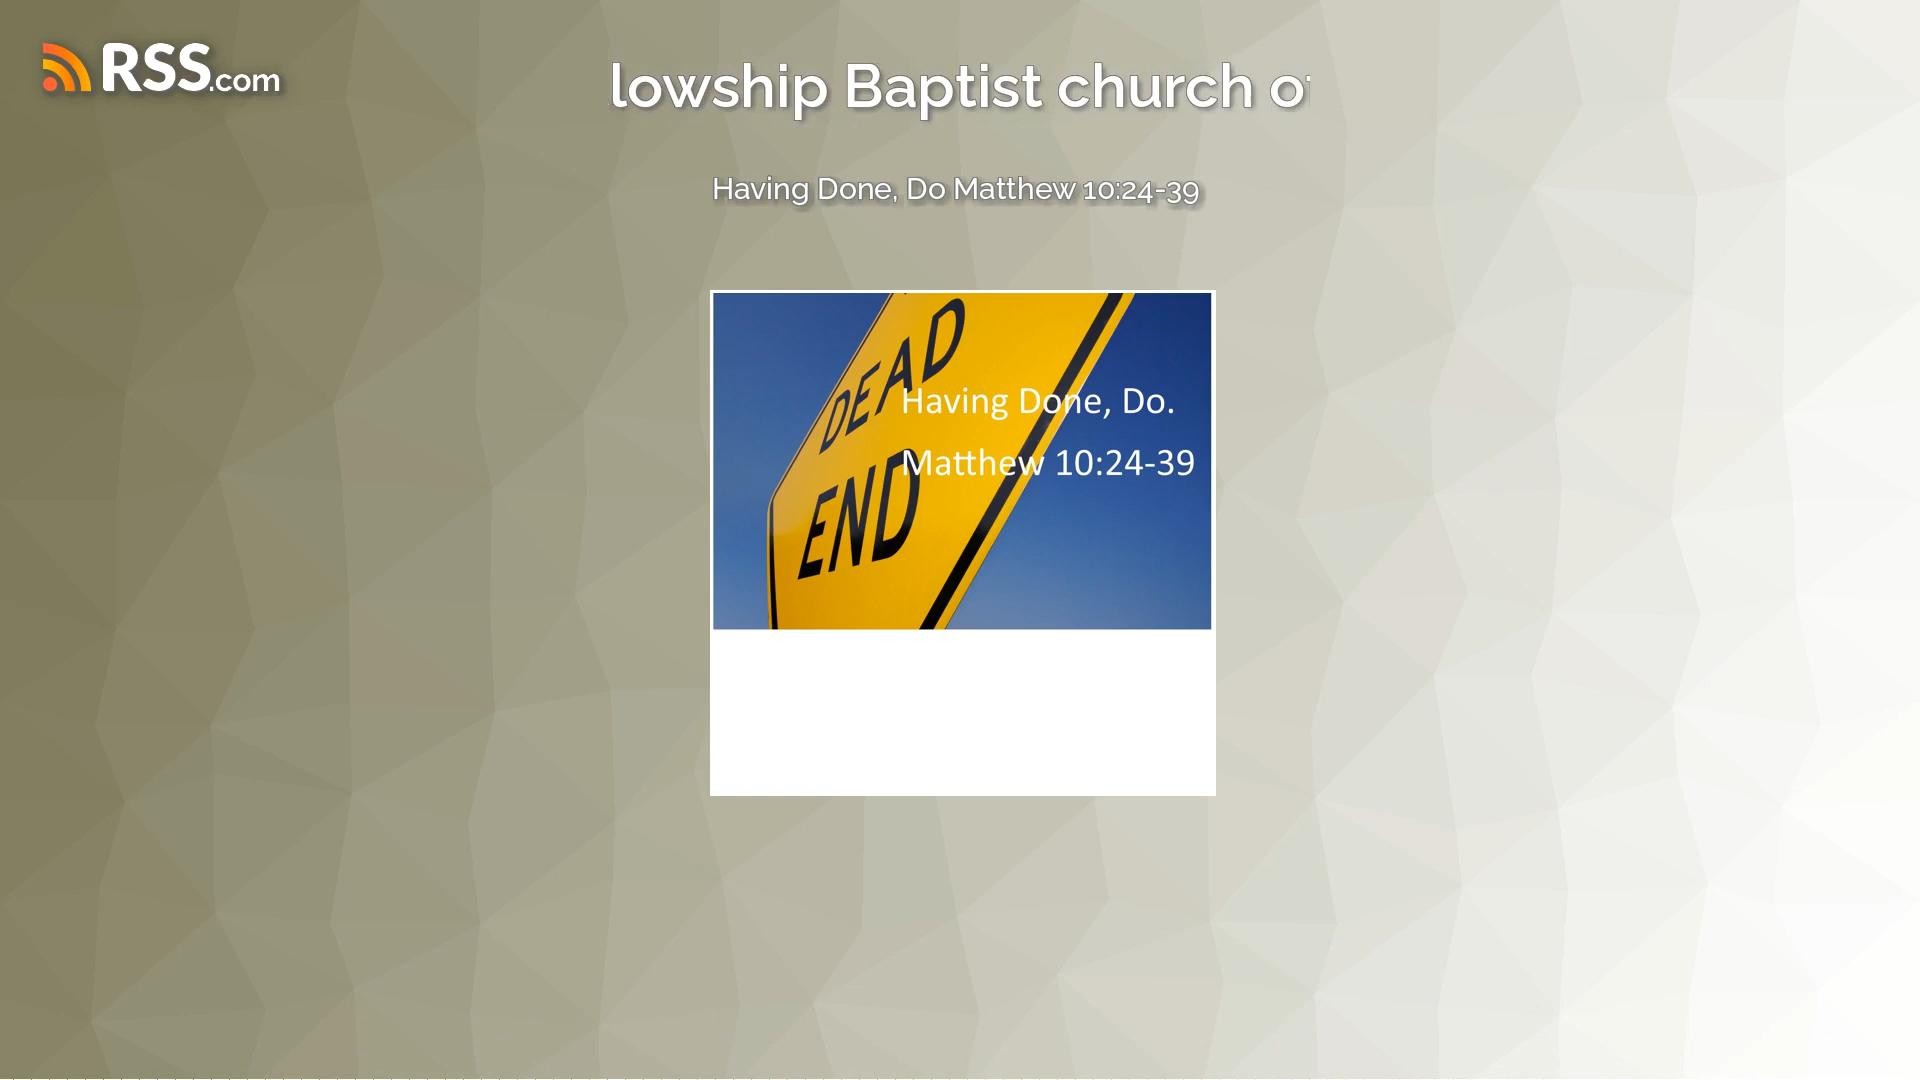 RSS.com
lowship Baptist church of
Having Done, Do Matthew 10:24-39
DEAD
END
Having Done, Do.
Matthew 10:24-39